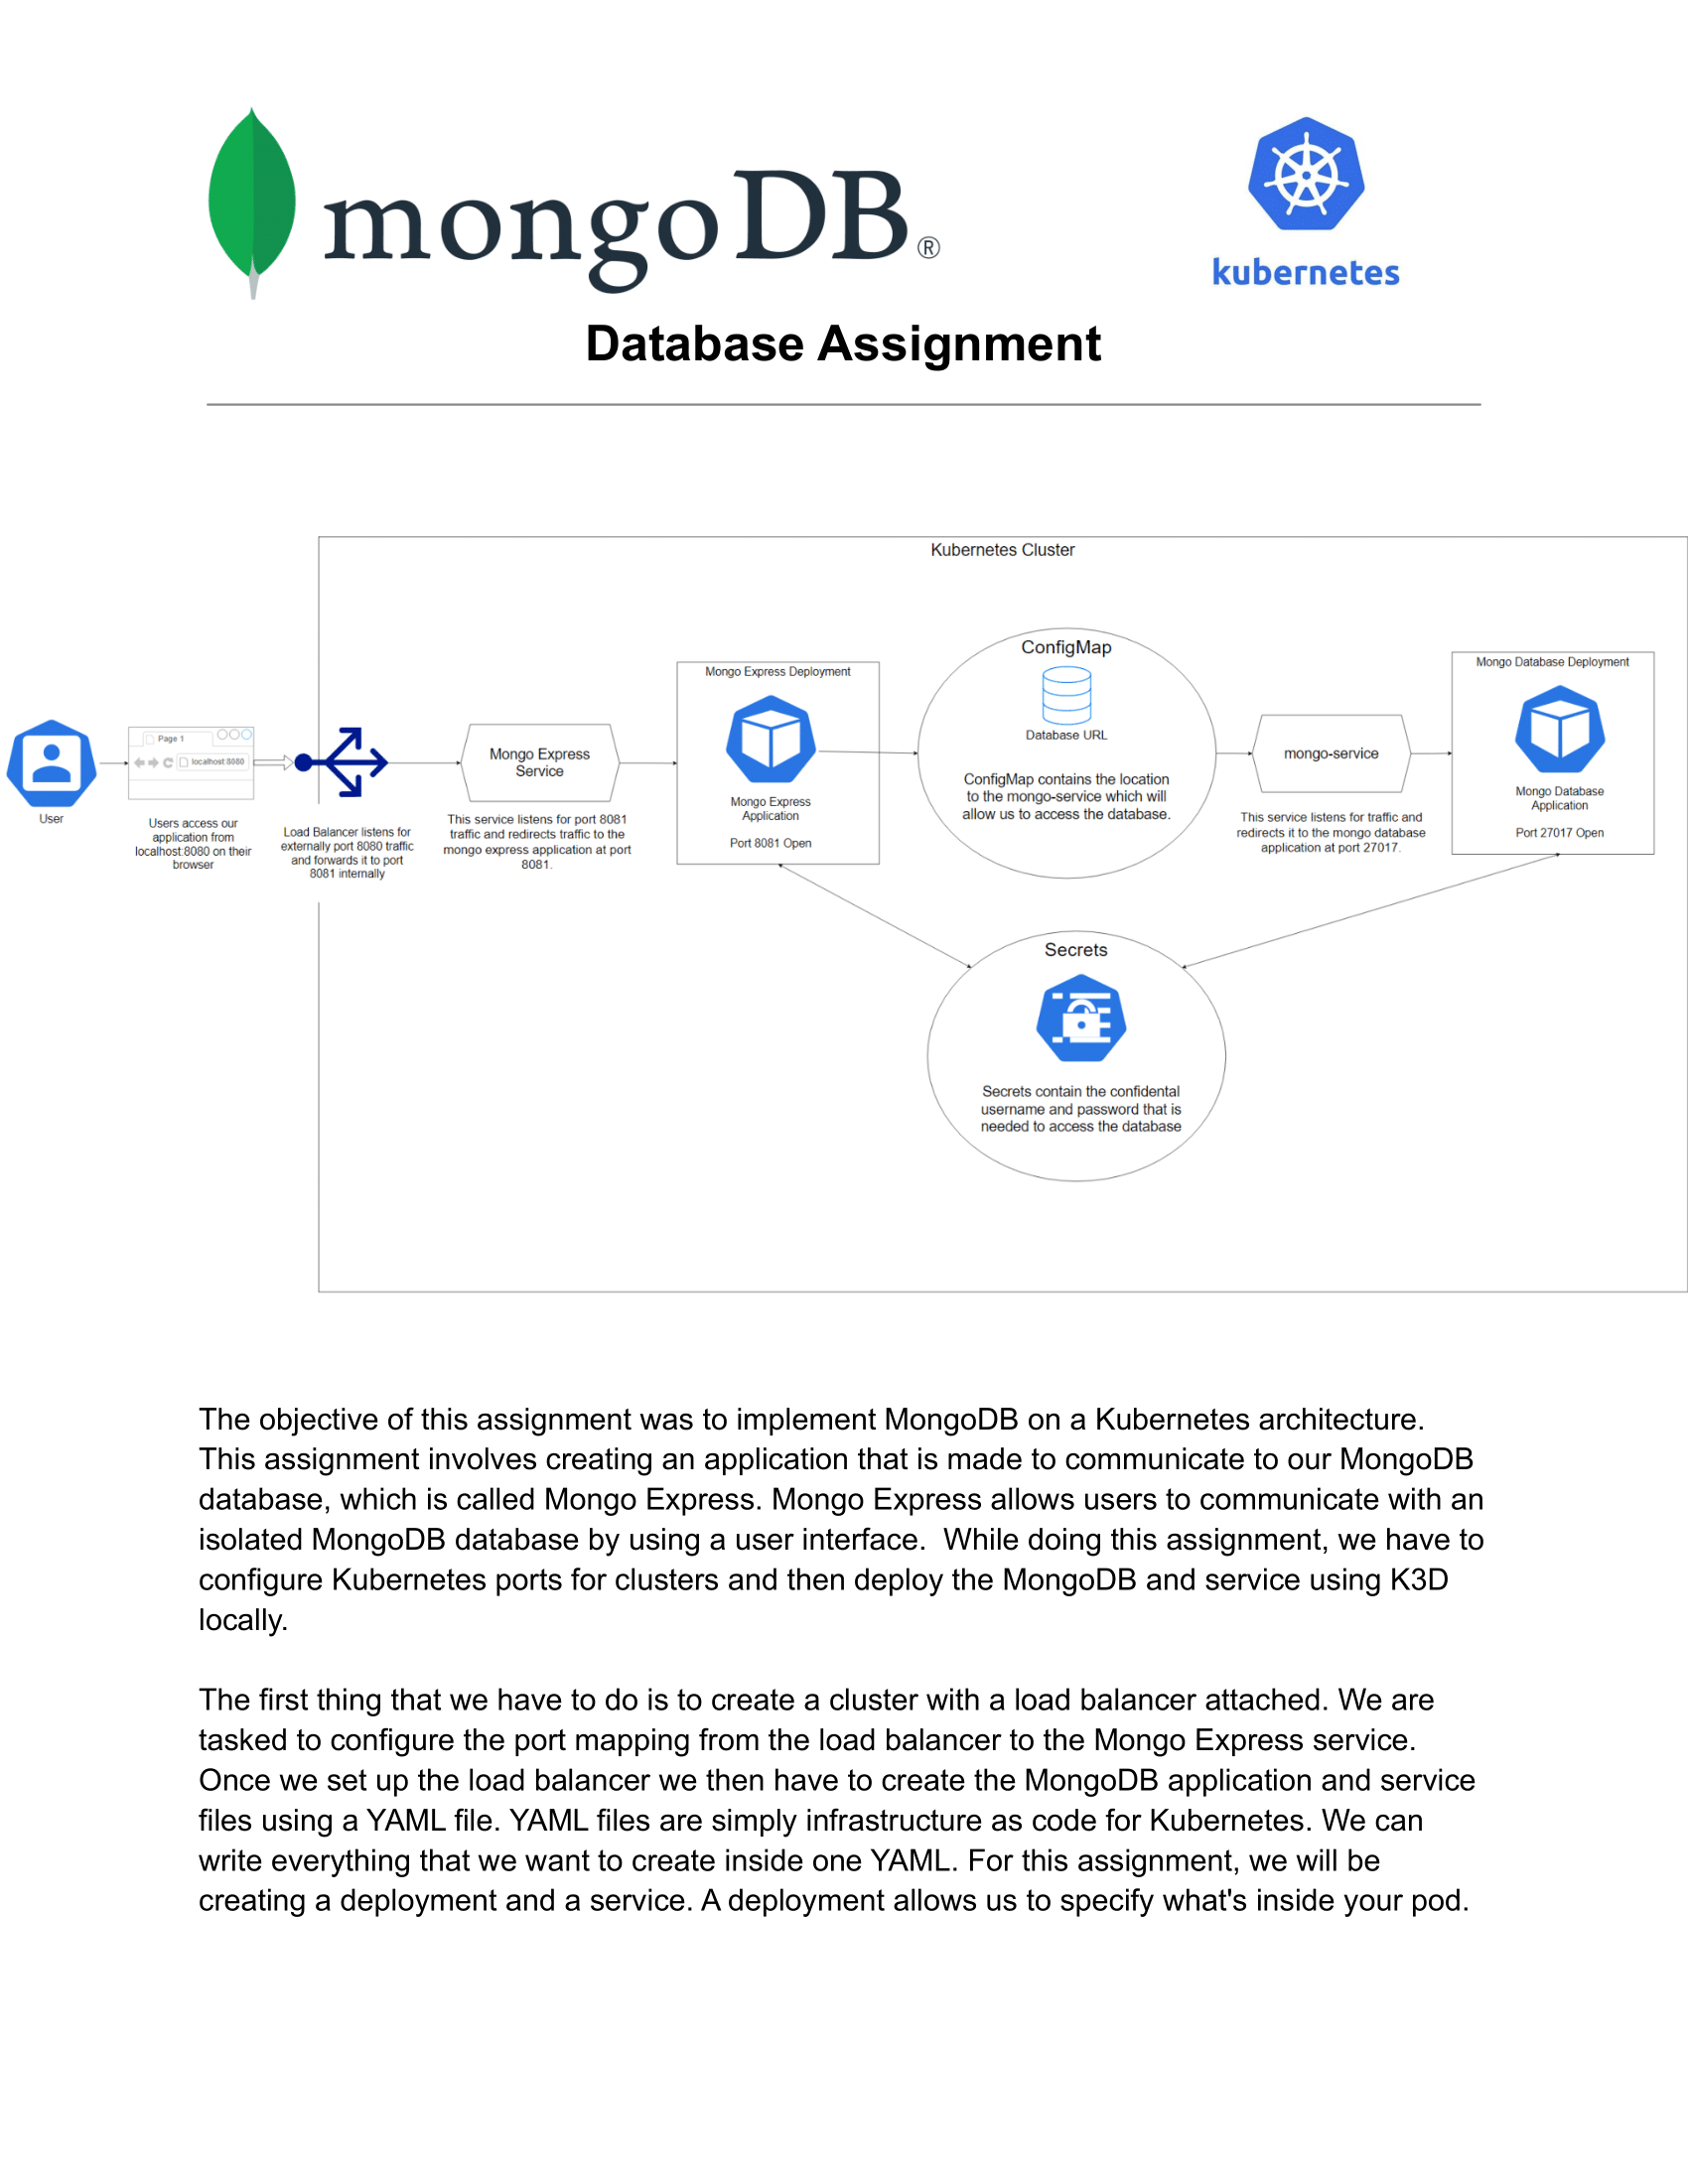 mongoDB®
kubernetes
Database Assignment
Kubernetes Cluster
User
Page 1
localhost:8080
Users access our
application from
localhost:8080 on their
browser
Load Balancer listens for
externally port 8080 traffic
and forwards it to port
8081 internally
Mongo Express
Service
This service listens for port 8081
traffic and redirects traffic to the
mongo express application at port
8081.
Mongo Express Deployment
Mongo Express
Application
Port 8081 Open
ConfigMap
Database URL
ConfigMap contains the location
to the mongo-service which will
allow us to access the database.
mongo-service
This service listens for traffic and
redirects it to the mongo database
application at port 27017.
Mongo Database Deployment
Mongo Database
Application
Port 27017 Open
Secrets
Secrets contain the confidental
username and password that is
needed to access the database
The objective of this assignment was to implement MongoDB on a Kubernetes architecture.
This assignment involves creating an application that is made to communicate to our MongoDB
database, which is called Mongo Express. Mongo Express allows users to communicate with an
isolated MongoDB database by using a user interface.  While doing this assignment, we have to
configure Kubernetes ports for clusters and then deploy the MongoDB and service using K3D
locally.
The first thing that we have to do is to create a cluster with a load balancer attached. We are
tasked to configure the port mapping from the load balancer to the Mongo Express service.
Once we set up the load balancer we then have to create the MongoDB application and service
files using a YAML file. YAML files are simply infrastructure as code for Kubernetes. We can
write everything that we want to create inside one YAML. For this assignment, we will be
creating a deployment and a service. A deployment allows us to specify what's inside your pod.